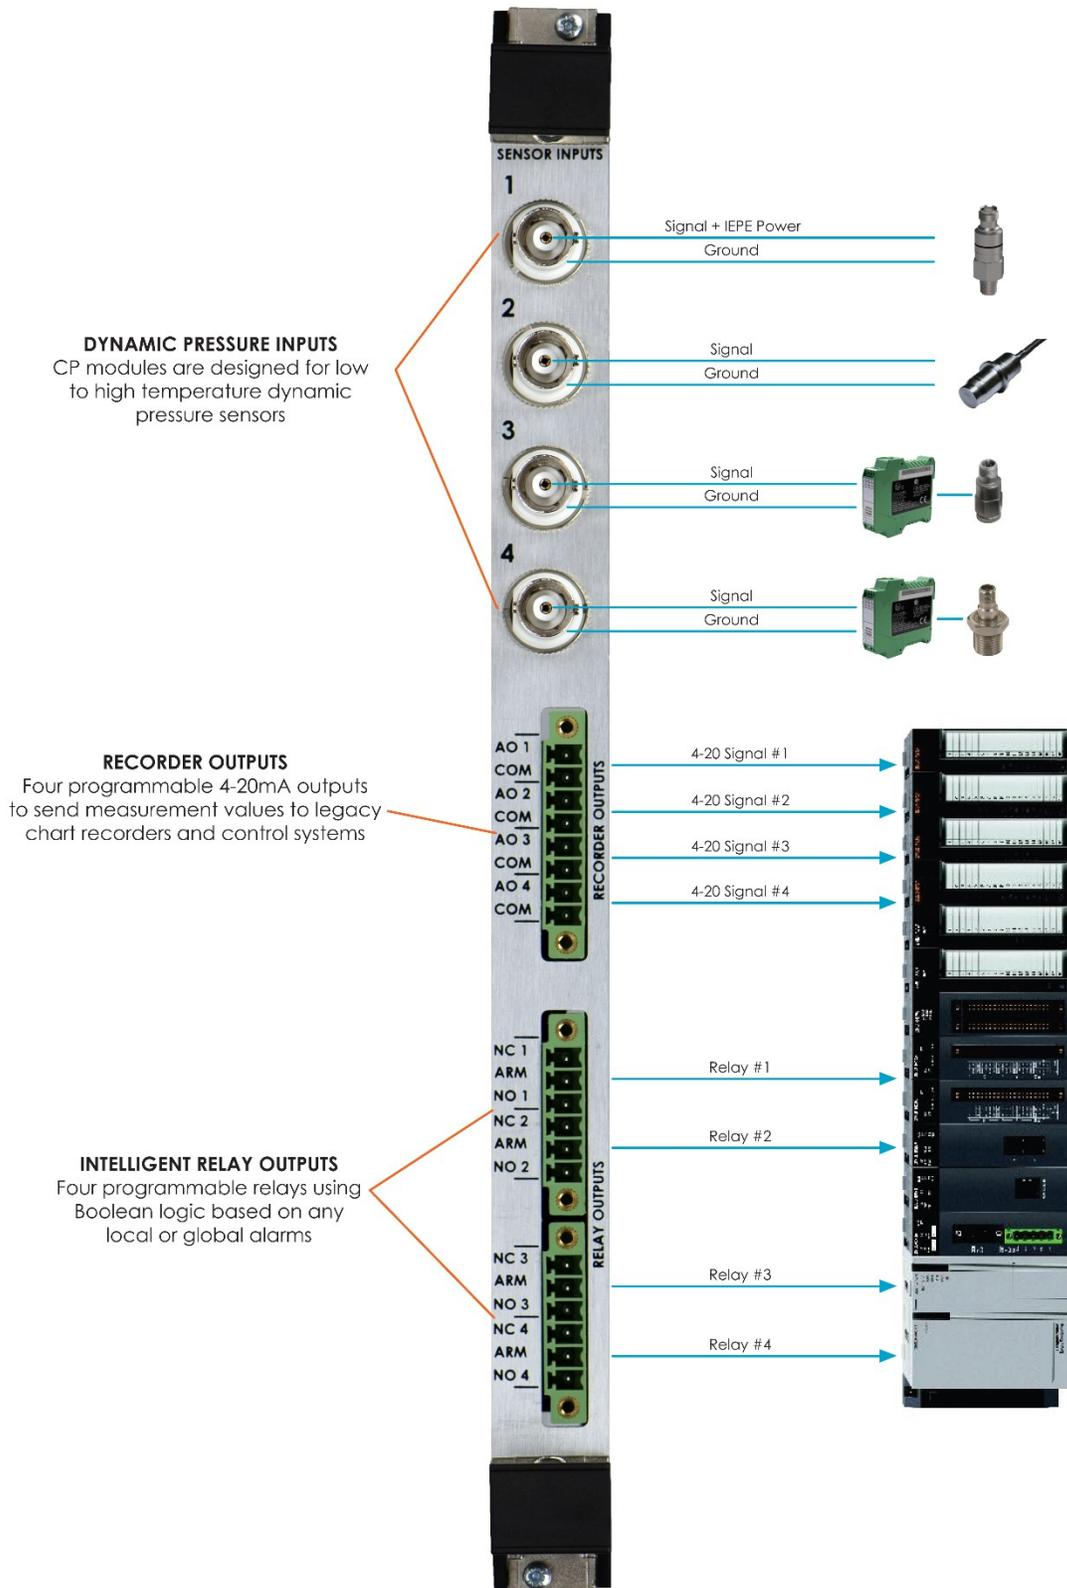 SENSOR INPUTS
1
Signal + IEPE Power
Ground
2
Signal
Ground
DYNAMIC PRESSURE INPUTS
CP modules are designed for low
to high temperature dynamic
pressure sensors
3
Signal
Ground
4
Signal
Ground
RECORDER OUTPUTS
Four programmable 4-20mA outputs
to send measurement values to legacy
chart recorders and control systems
AO 1
COM
AO 2
COM
AO 3
COM
AO 4
COM
RECORDER OUTPUTS
4-20 Signal #1
4-20 Signal #2
4-20 Signal #3
4-20 Signal #4
INTELLIGENT RELAY OUTPUTS
Four programmable relays using
Boolean logic based on any
local or global alarms
NC 1
ARM
NO 1
NC 2
ARM
NO 2
NC 3
ARM
NO 3
NC 4
ARM
NO 4
RELAY OUTPUTS
Relay #1
Relay #2
Relay #3
Relay #4